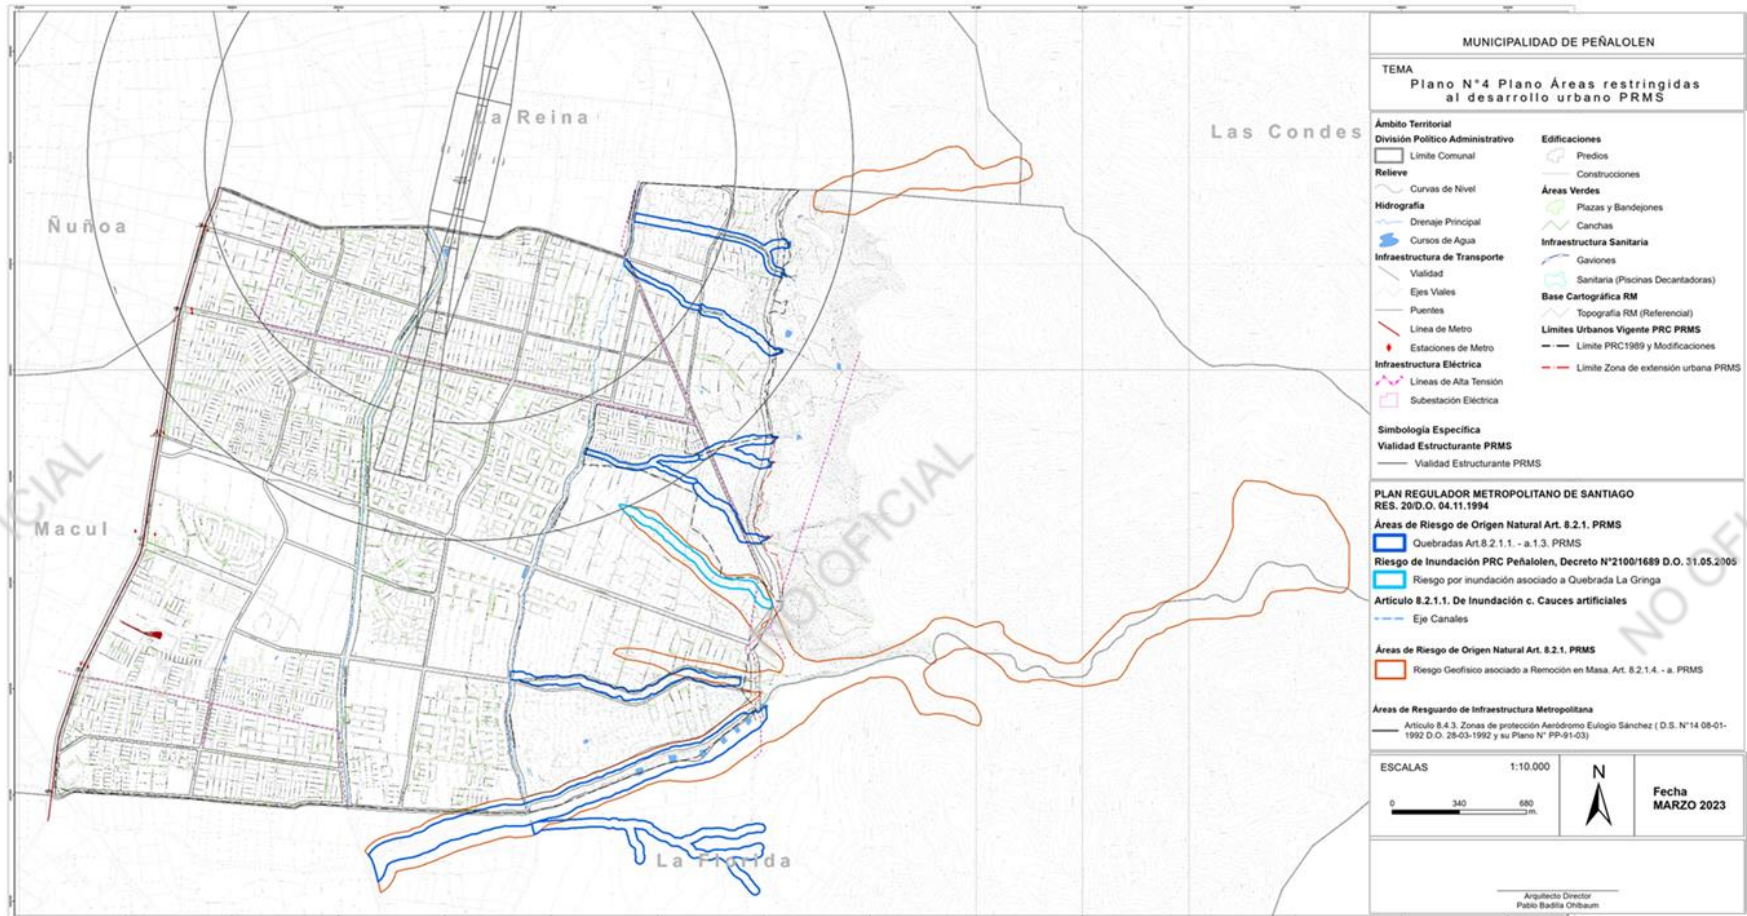 MUNICIPALIDAD DE PEÑALOLEN
TEMA
Plano N°4 Plano Áreas restringidas
al desarrollo urbano PRMS
Ámbito Territorial
División Político Administrativo
Límite Comunal
Relieve
Curvas de Nivel
Hidrografía
Drenaje Principal
Cursos de Agua
Infraestructura de Transporte
Vialidad
Ejes Viales
Puentes
Línea de Metro
Estaciones de Metro
Infraestructura Eléctrica
Líneas de Alta Tensión
Subestación Eléctrica
Edificaciones
Predios
Construcciones
Áreas Verdes
Plazas y Bandejones
Canchas
Infraestructura Sanitaria
Gaviones
Sanitaria (Piscinas Decantadoras)
Base Cartográfica RM
Topografía RM (Referencial)
Límites Urbanos Vigente PRC PRMS
Límite PRC1989 y Modificaciones
Límite Zona de extensión urbana PRMS
Simbología Específica
Vialidad Estructurante PRMS
Vialidad Estructurante PRMS
PLAN REGULADOR METROPOLITANO DE SANTIAGO
RES. 20/D.O. 04.11.1994
Áreas de Riesgo de Origen Natural Art. 8.2.1. PRMS
Quebradas Art.8.2.1.1. - a.1.3. PRMS
Riesgo de Inundación PRC Peñalolen, Decreto N°2100/1689 D.O. 31.05.2005
Riesgo por inundación asociado a Quebrada La Gringa
Artículo 8.2.1.1. De Inundación c. Cauces artificiales
Eje Canales
Áreas de Riesgo de Origen Natural Art. 8.2.1. PRMS
Riesgo Geofísico asociado a Remoción en Masa. Art. 8.2.1.4. - a. PRMS
Áreas de Resguardo de Infraestructura Metropolitana
Artículo 8.4.3. Zonas de protección Aeródromo Eulogio Sánchez ( D.S. N°14 08-01-
1992 D.O. 28-03-1992 y su Plano N° PP-91-03)
ESCALAS 1:10.000
0 340 680
m.
N
Fecha
MARZO 2023
Arquitecto Director
Pablo Badilla Ohlbaum
La Reina
Las Condes
Ñuñoa
Macul
La Florida
NO OFICIAL
ICIAL
NO OFI